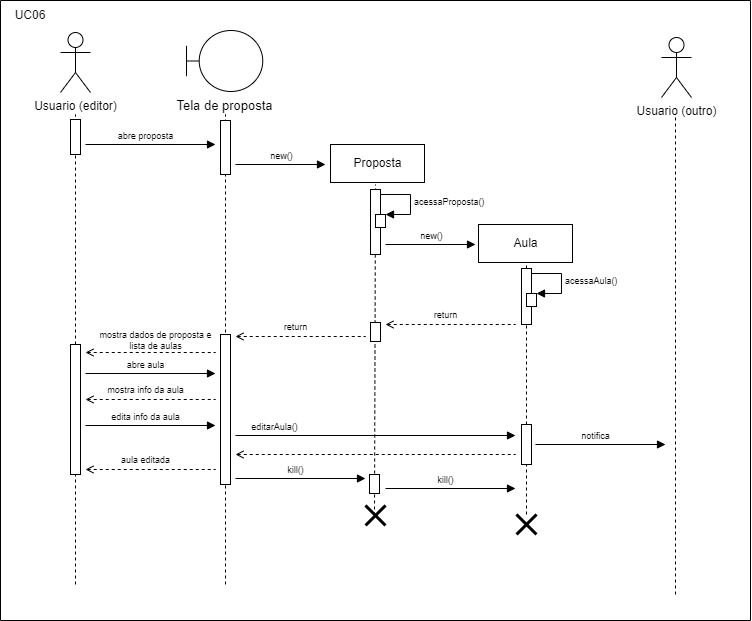 UC06
Usuario (editor)
Tela de proposta
Usuario (outro)
abre proposta
new()
Proposta
acessaProposta()
new()
Aula
acessaAula()
return
return
mostra dados de proposta e
lista de aulas
abre aula
mostra info da aula
edita info da aula
editarAula()
notifica
aula editada
kill()
kill()